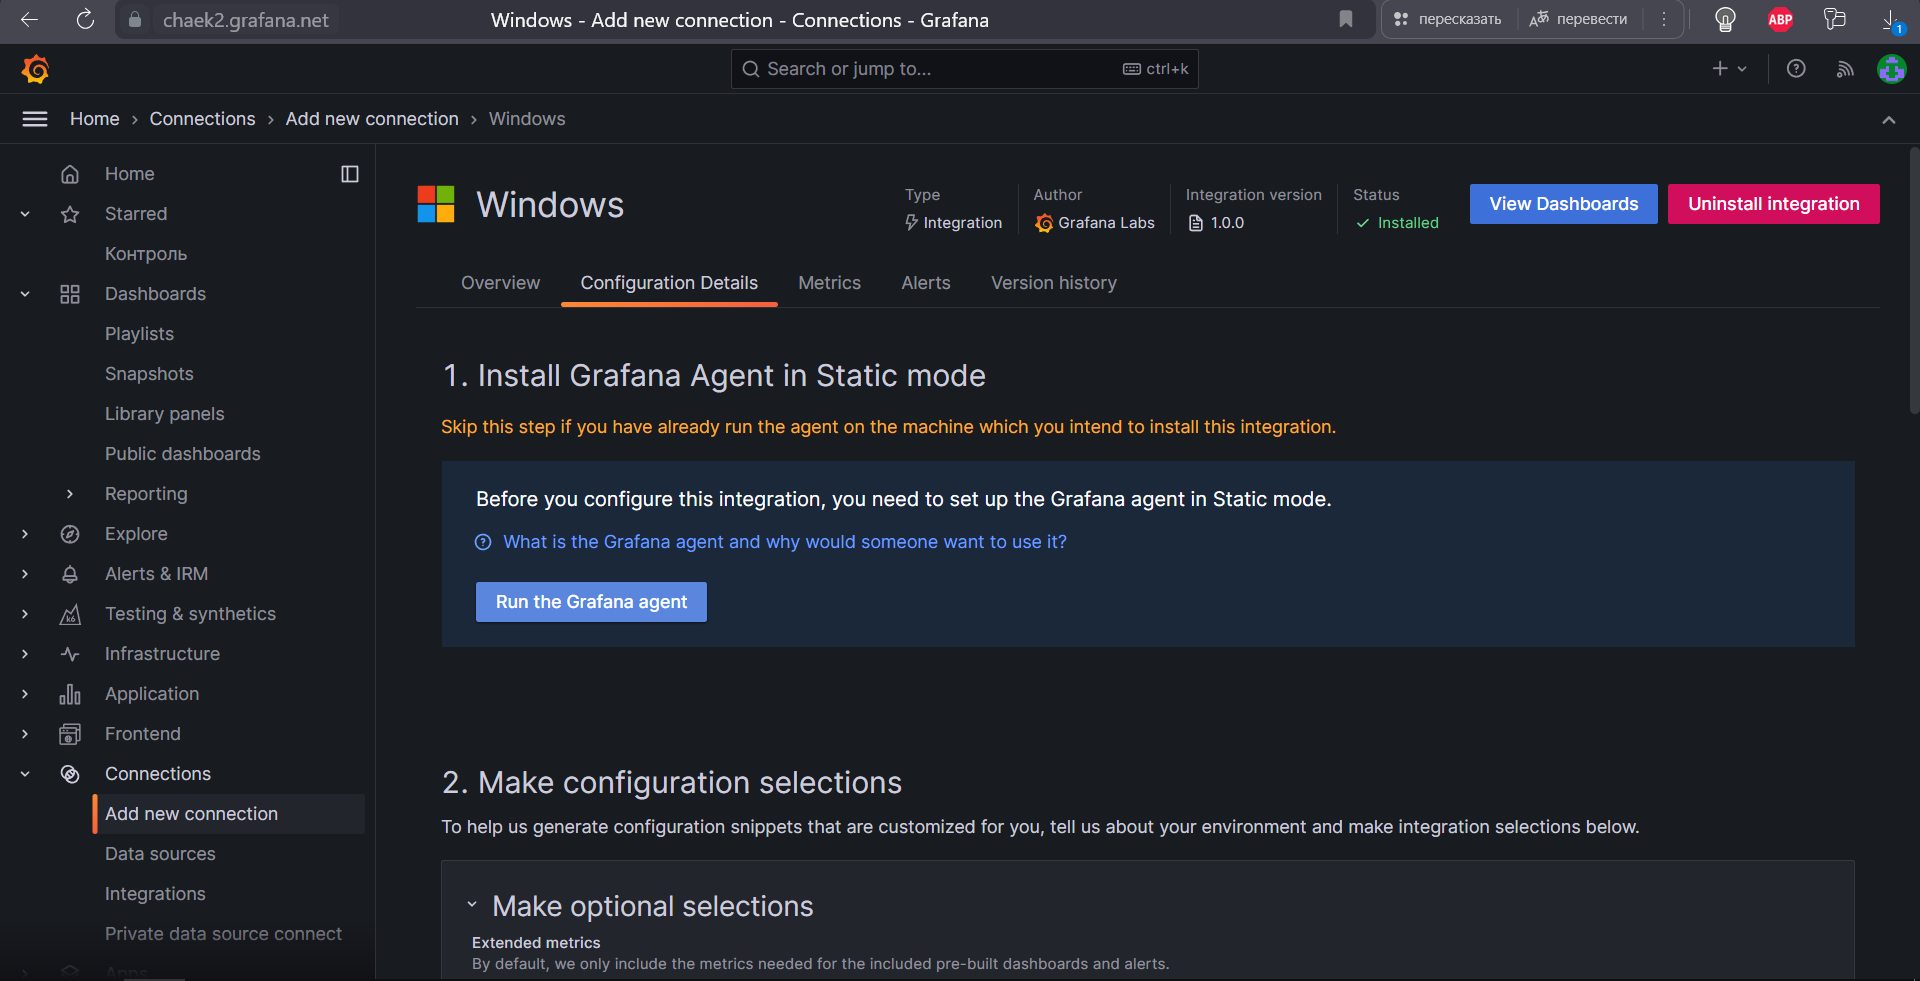 chaek2.grafana.net
Windows - Add new connection - Connections - Grafana
пересказать
перевести
ABP
1
Search or jump to...
ctrl+k
Home
Connections
Add new connection
Windows
Home
Starred
Контроль
Dashboards
Playlists
Snapshots
Library panels
Public dashboards
Reporting
Explore
Alerts & IRM
k6
Testing & synthetics
Infrastructure
Application
Frontend
Connections
Add new connection
Data sources
Integrations
Private data source connect
Apps
Windows
Type
Integration
Author
Grafana Labs
Integration version
1.0.0
Status
Installed
View Dashboards
Uninstall integration
Overview
Configuration Details
Metrics
Alerts
Version history
1. Install Grafana Agent in Static mode
Skip this step if you have already run the agent on the machine which you intend to install this integration.
Before you configure this integration, you need to set up the Grafana agent in Static mode.
What is the Grafana agent and why would someone want to use it?
Run the Grafana agent
2. Make configuration selections
To help us generate configuration snippets that are customized for you, tell us about your environment and make integration selections below.
Make optional selections
Extended metrics
By default, we only include the metrics needed for the included pre-built dashboards and alerts.